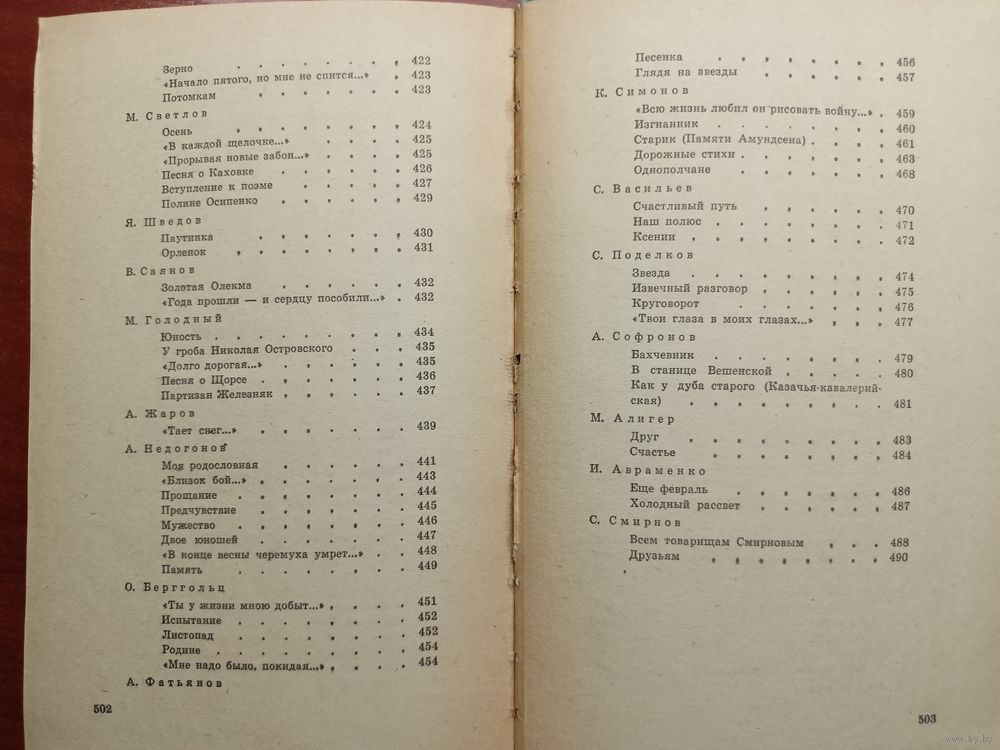 Зерно 422
«Начало пятого, но мне не спится...» 423
Потомкам 423
М. Светлов
Осень 424
«В каждой щелочке...» 425
«Прорывая новые забои...» 425
Песня о Каховке 426
Вступление к поэме 427
Полине Осипенко 429
Я. Шведов
Паутинка 430
Орленок 431
В. Саянов
Золотая Олекма 432
«Года прошли — и сердцу пособили...» 432
М. Голодный
Юность 434
У гроба Николая Островского 435
«Долго дорогая...» 435
Песня о Щорсе 436
Партизан Железняк 437
А. Жаров
«Тает снег...» 439
А. Недогонов
Моя родословная 441
«Близок бой...» 443
Прощание 444
Предчувствие 445
Мужество 446
Двое юношей 447
«В конце весны черемуха умрет...» 448
Память 449
О. Берггольц
«Ты у жизни мною добыт...» 451
Испытание 452
Листопад 452
Родине 454
«Мне надо было, покидая...» 454
А. Фатьянов
502
Песенка 456
Глядя на звезды 457
К. Симонов
«Всю жизнь любил он рисовать войну...» 459
Изгнанник 460
Старик (Памяти Амундсена) 461
Дорожные стихи 463
Однополчане 468
С. Васильев
Счастливый путь 470
Наш полюс 471
Ксении 472
С. Поделков
Звезда 474
Извечный разговор 475
Круговорот 476
«Твои глаза в моих глазах...» 477
А. Софронов
Бахчевник 479
В станице Вешенской 480
Как у дуба старого (Казачья-кавалерий-
ская) 481
М. Алигер
Друг 483
Счастье 484
И. Авраменко
Еще февраль 486
Холодный рассвет 487
С. Смирнов
Всем товарищам Смирновым 488
Друзьям 490
503
www.ay.by